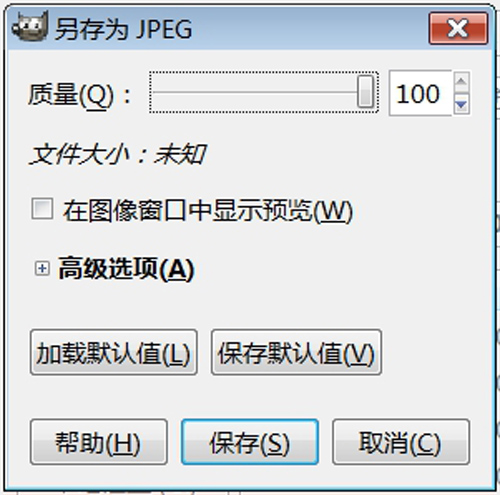 另存为 JPEG
质量(Q)： 100
文件大小：未知
在图像窗口中显示预览(W)
高级选项(A)
加载默认值(L) 保存默认值(V)
帮助(H) 保存(S) 取消(C)